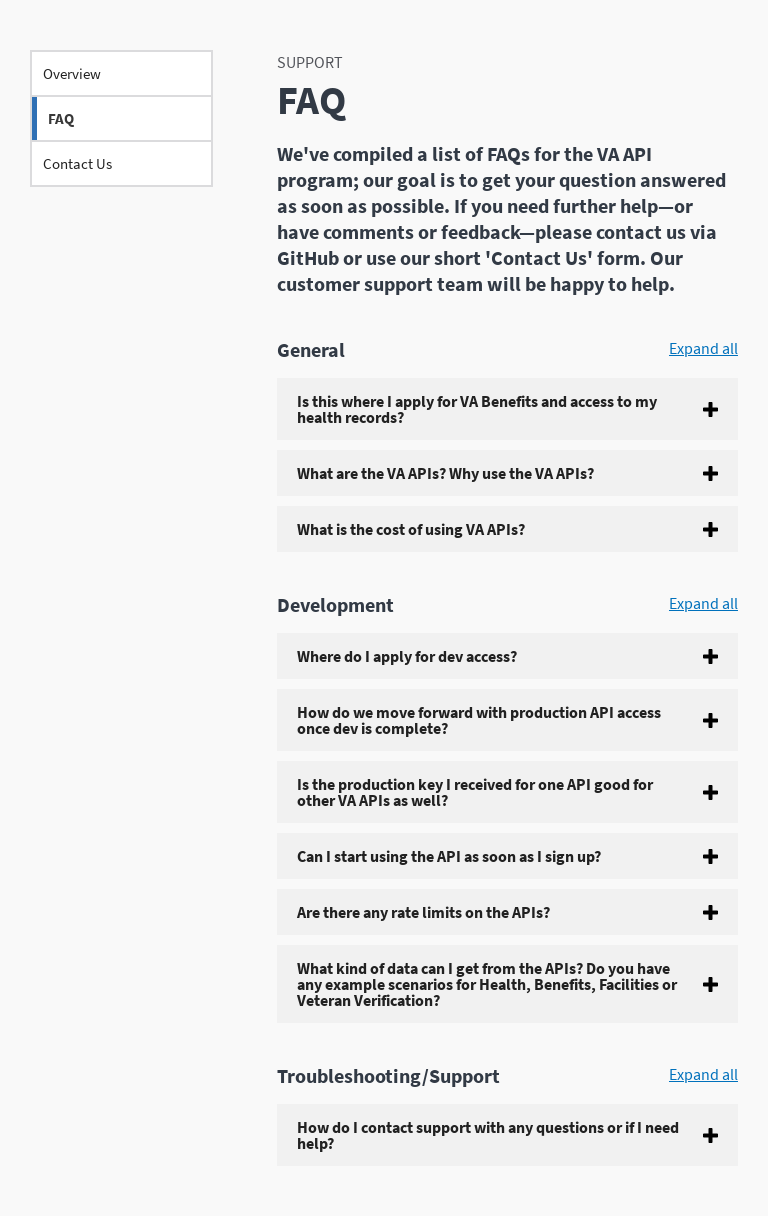 Overview
FAQ
Contact Us
SUPPORT
FAQ
We've compiled a list of FAQs for the VA API
program; our goal is to get your question answered
as soon as possible. If you need further help—or
have comments or feedback—please contact us via
GitHub or use our short 'Contact Us' form. Our
customer support team will be happy to help.
General
Expand all
Is this where I apply for VA Benefits and access to my
health records?
What are the VA APIs? Why use the VA APIs?
What is the cost of using VA APIs?
Development
Expand all
Where do I apply for dev access?
How do we move forward with production API access
once dev is complete?
Is the production key I received for one API good for
other VA APIs as well?
Can I start using the API as soon as I sign up?
Are there any rate limits on the APIs?
What kind of data can I get from the APIs? Do you have
any example scenarios for Health, Benefits, Facilities or
Veteran Verification?
Troubleshooting/Support
Expand all
How do I contact support with any questions or if I need
help?